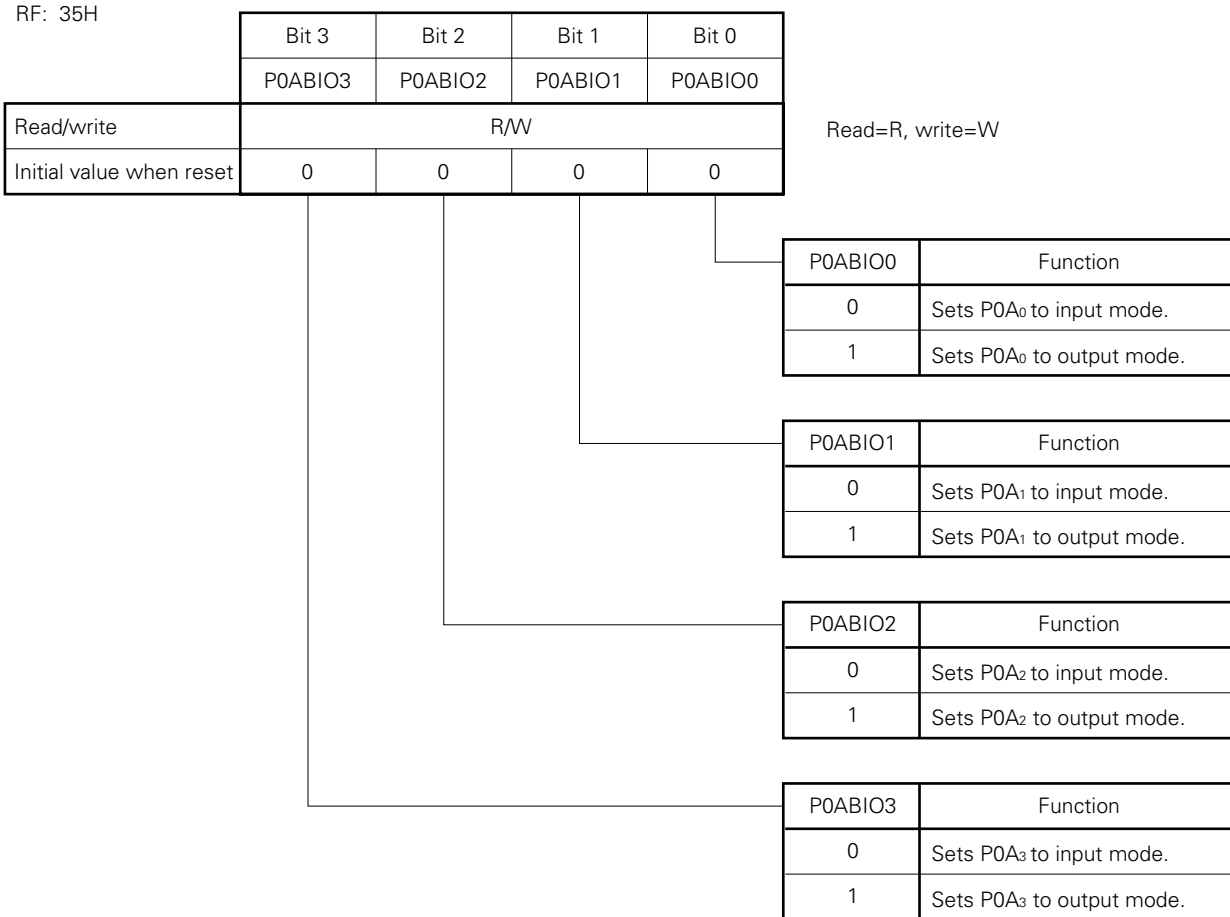 RF: 35H
Bit 3 Bit 2 Bit 1 Bit 0
P0ABIO3 P0ABIO2 P0ABIO1 P0ABIO0
Read/write R/W
Read=R, write=W
Initial value when reset 0 0 0 0
P0ABIO0 Function
0 Sets P0A₀ to input mode.
1 Sets P0A₀ to output mode.
P0ABIO1 Function
0 Sets P0A₁ to input mode.
1 Sets P0A₁ to output mode.
P0ABIO2 Function
0 Sets P0A₂ to input mode.
1 Sets P0A₂ to output mode.
P0ABIO3 Function
0 Sets P0A₃ to input mode.
1 Sets P0A₃ to output mode.